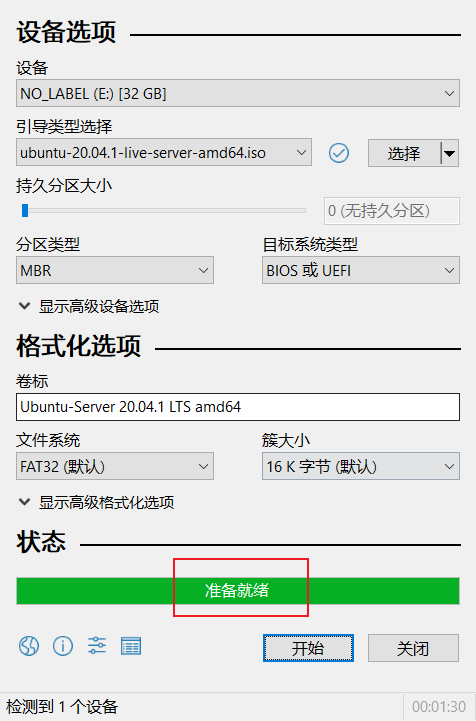 设备选项
设备
NO_LABEL (E:) [32 GB]
引导类型选择
ubuntu-20.04.1-live-server-amd64.iso
选择
持久分区大小
0 (无持久分区)
分区类型
目标系统类型
MBR
BIOS 或 UEFI
显示高级设备选项
格式化选项
卷标
Ubuntu-Server 20.04.1 LTS amd64
文件系统
簇大小
FAT32 (默认)
16 K 字节 (默认)
显示高级格式化选项
状态
准备就绪
开始
关闭
检测到 1 个设备
00:01:30